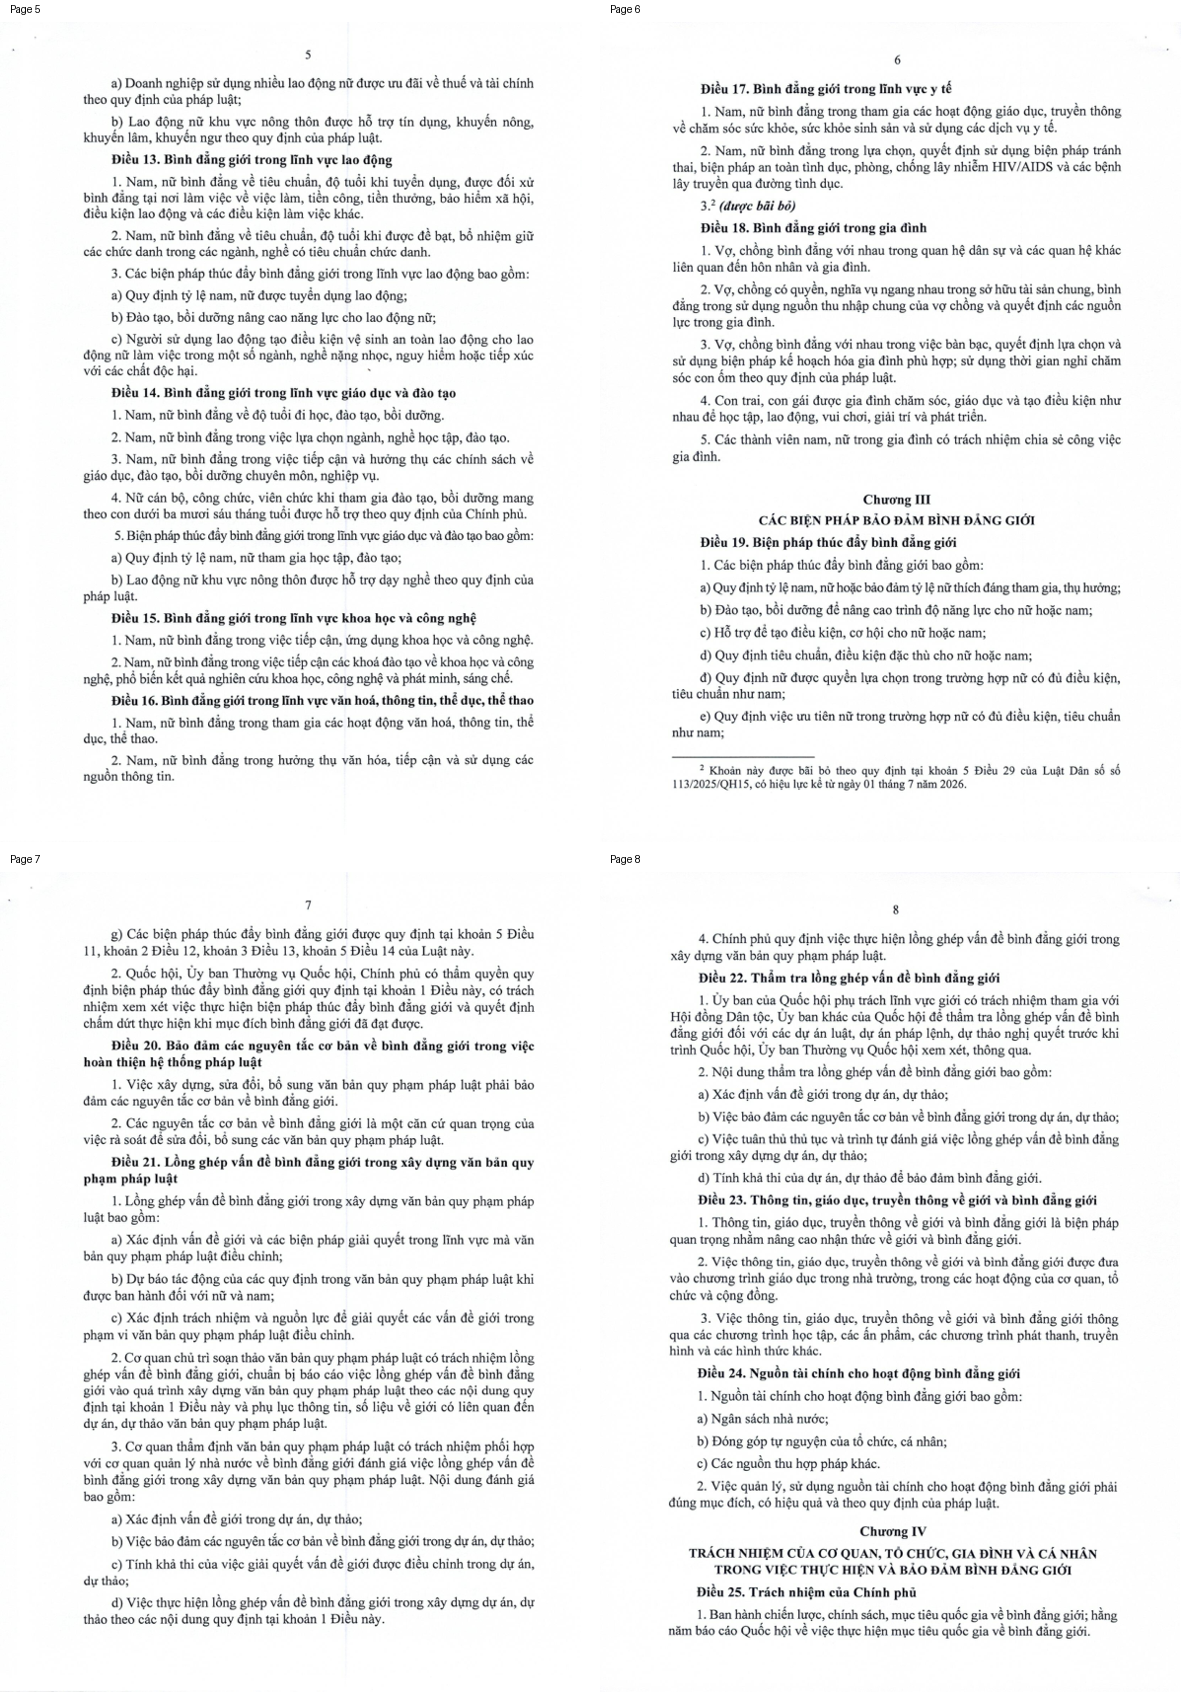 Page 5
5
a) Doanh nghiệp sử dụng nhiều lao động nữ được ưu đãi về thuế và tài chính
theo quy định của pháp luật;
b) Lao động nữ khu vực nông thôn được hỗ trợ tín dụng, khuyến nông,
khuyến lâm, khuyến ngư theo quy định của pháp luật.
Điều 13. Bình đẳng giới trong lĩnh vực lao động
1. Nam, nữ bình đẳng về tiêu chuẩn, độ tuổi khi tuyển dụng, được đối xử
bình đẳng tại nơi làm việc về việc làm, tiền công, tiền thưởng, bảo hiểm xã hội,
điều kiện lao động và các điều kiện làm việc khác.
2. Nam, nữ bình đẳng về tiêu chuẩn, độ tuổi khi được đề bạt, bổ nhiệm giữ
các chức danh trong các ngành, nghề có tiêu chuẩn chức danh.
3. Các biện pháp thúc đẩy bình đẳng giới trong lĩnh vực lao động bao gồm:
a) Quy định tỷ lệ nam, nữ được tuyển dụng lao động;
b) Đào tạo, bồi dưỡng nâng cao năng lực cho lao động nữ;
c) Người sử dụng lao động tạo điều kiện vệ sinh an toàn lao động cho lao
động nữ làm việc trong một số ngành, nghề nặng nhọc, nguy hiểm hoặc tiếp xúc
với các chất độc hại.
Điều 14. Bình đẳng giới trong lĩnh vực giáo dục và đào tạo
1. Nam, nữ bình đẳng về độ tuổi đi học, đào tạo, bồi dưỡng.
2. Nam, nữ bình đẳng trong việc lựa chọn ngành, nghề học tập, đào tạo.
3. Nam, nữ bình đẳng trong việc tiếp cận và hưởng thụ các chính sách về
giáo dục, đào tạo, bồi dưỡng chuyên môn, nghiệp vụ.
4. Nữ cán bộ, công chức, viên chức khi tham gia đào tạo, bồi dưỡng mang
theo con dưới ba mươi sáu tháng tuổi được hỗ trợ theo quy định của Chính phủ.
5. Biện pháp thúc đẩy bình đẳng giới trong lĩnh vực giáo dục và đào tạo bao gồm:
a) Quy định tỷ lệ nam, nữ tham gia học tập, đào tạo;
b) Lao động nữ khu vực nông thôn được hỗ trợ dạy nghề theo quy định của
pháp luật.
Điều 15. Bình đẳng giới trong lĩnh vực khoa học và công nghệ
1. Nam, nữ bình đẳng trong việc tiếp cận, ứng dụng khoa học và công nghệ.
2. Nam, nữ bình đẳng trong việc tiếp cận các khoá đào tạo về khoa học và công
nghệ, phổ biến kết quả nghiên cứu khoa học, công nghệ và phát minh, sáng chế.
Điều 16. Bình đẳng giới trong lĩnh vực văn hoá, thông tin, thể dục, thể thao
1. Nam, nữ bình đẳng trong tham gia các hoạt động văn hoá, thông tin, thể
dục, thể thao.
2. Nam, nữ bình đẳng trong hưởng thụ văn hóa, tiếp cận và sử dụng các
nguồn thông tin.
Page 6
6
Điều 17. Bình đẳng giới trong lĩnh vực y tế
1. Nam, nữ bình đẳng trong tham gia các hoạt động giáo dục, truyền thông
về chăm sóc sức khỏe, sức khỏe sinh sản và sử dụng các dịch vụ y tế.
2. Nam, nữ bình đẳng trong lựa chọn, quyết định sử dụng biện pháp tránh
thai, biện pháp an toàn tình dục, phòng, chống lây nhiễm HIV/AIDS và các bệnh
lây truyền qua đường tình dục.
3.² (được bãi bỏ)
Điều 18. Bình đẳng giới trong gia đình
1. Vợ, chồng bình đẳng với nhau trong quan hệ dân sự và các quan hệ khác
liên quan đến hôn nhân và gia đình.
2. Vợ, chồng có quyền, nghĩa vụ ngang nhau trong sở hữu tài sản chung, bình
đẳng trong sử dụng nguồn thu nhập chung của vợ chồng và quyết định các nguồn
lực trong gia đình.
3. Vợ, chồng bình đẳng với nhau trong việc bàn bạc, quyết định lựa chọn và
sử dụng biện pháp kế hoạch hóa gia đình phù hợp; sử dụng thời gian nghỉ chăm
sóc con ốm theo quy định của pháp luật.
4. Con trai, con gái được gia đình chăm sóc, giáo dục và tạo điều kiện như
nhau để học tập, lao động, vui chơi, giải trí và phát triển.
5. Các thành viên nam, nữ trong gia đình có trách nhiệm chia sẻ công việc
gia đình.
Chương III
CÁC BIỆN PHÁP BẢO ĐẢM BÌNH ĐẲNG GIỚI
Điều 19. Biện pháp thúc đẩy bình đẳng giới
1. Các biện pháp thúc đẩy bình đẳng giới bao gồm:
a) Quy định tỷ lệ nam, nữ hoặc bảo đảm tỷ lệ nữ thích đáng tham gia, thụ hưởng;
b) Đào tạo, bồi dưỡng để nâng cao trình độ năng lực cho nữ hoặc nam;
c) Hỗ trợ để tạo điều kiện, cơ hội cho nữ hoặc nam;
d) Quy định tiêu chuẩn, điều kiện đặc thù cho nữ hoặc nam;
đ) Quy định nữ được quyền lựa chọn trong trường hợp nữ có đủ điều kiện,
tiêu chuẩn như nam;
e) Quy định việc ưu tiên nữ trong trường hợp nữ có đủ điều kiện, tiêu chuẩn
như nam;
² Khoản này được bãi bỏ theo quy định tại khoản 5 Điều 29 của Luật Dân số số
113/2025/QH15, có hiệu lực kể từ ngày 01 tháng 7 năm 2026.
Page 7
7
g) Các biện pháp thúc đẩy bình đẳng giới được quy định tại khoản 5 Điều
11, khoản 2 Điều 12, khoản 3 Điều 13, khoản 5 Điều 14 của Luật này.
2. Quốc hội, Ủy ban Thường vụ Quốc hội, Chính phủ có thẩm quyền quy
định biện pháp thúc đẩy bình đẳng giới quy định tại khoản 1 Điều này, có trách
nhiệm xem xét việc thực hiện biện pháp thúc đẩy bình đẳng giới và quyết định
chấm dứt thực hiện khi mục đích bình đẳng giới đã đạt được.
Điều 20. Bảo đảm các nguyên tắc cơ bản về bình đẳng giới trong việc
hoàn thiện hệ thống pháp luật
1. Việc xây dựng, sửa đổi, bổ sung văn bản quy phạm pháp luật phải bảo
đảm các nguyên tắc cơ bản về bình đẳng giới.
2. Các nguyên tắc cơ bản về bình đẳng giới là một căn cứ quan trọng của
việc rà soát để sửa đổi, bổ sung các văn bản quy phạm pháp luật.
Điều 21. Lồng ghép vấn đề bình đẳng giới trong xây dựng văn bản quy
phạm pháp luật
1. Lồng ghép vấn đề bình đẳng giới trong xây dựng văn bản quy phạm pháp
luật bao gồm:
a) Xác định vấn đề giới và các biện pháp giải quyết trong lĩnh vực mà văn
bản quy phạm pháp luật điều chỉnh;
b) Dự báo tác động của các quy định trong văn bản quy phạm pháp luật khi
được ban hành đối với nữ và nam;
c) Xác định trách nhiệm và nguồn lực để giải quyết các vấn đề giới trong
phạm vi văn bản quy phạm pháp luật điều chỉnh.
2. Cơ quan chủ trì soạn thảo văn bản quy phạm pháp luật có trách nhiệm lồng
ghép vấn đề bình đẳng giới, chuẩn bị báo cáo việc lồng ghép vấn đề bình đẳng
giới vào quá trình xây dựng văn bản quy phạm pháp luật theo các nội dung quy
định tại khoản 1 Điều này và phụ lục thông tin, số liệu về giới có liên quan đến
dự án, dự thảo văn bản quy phạm pháp luật.
3. Cơ quan thẩm định văn bản quy phạm pháp luật có trách nhiệm phối hợp
với cơ quan quản lý nhà nước về bình đẳng giới đánh giá việc lồng ghép vấn đề
bình đẳng giới trong xây dựng văn bản quy phạm pháp luật. Nội dung đánh giá
bao gồm:
a) Xác định vấn đề giới trong dự án, dự thảo;
b) Việc bảo đảm các nguyên tắc cơ bản về bình đẳng giới trong dự án, dự thảo;
c) Tính khả thi của việc giải quyết vấn đề giới được điều chỉnh trong dự án,
dự thảo;
d) Việc thực hiện lồng ghép vấn đề bình đẳng giới trong xây dựng dự án, dự
thảo theo các nội dung quy định tại khoản 1 Điều này.
Page 8
8
4. Chính phủ quy định việc thực hiện lồng ghép vấn đề bình đẳng giới trong
xây dựng văn bản quy phạm pháp luật.
Điều 22. Thẩm tra lồng ghép vấn đề bình đẳng giới
1. Ủy ban của Quốc hội phụ trách lĩnh vực giới có trách nhiệm tham gia với
Hội đồng Dân tộc, Ủy ban khác của Quốc hội để thẩm tra lồng ghép vấn đề bình
đẳng giới đối với các dự án luật, dự án pháp lệnh, dự thảo nghị quyết trước khi
trình Quốc hội, Ủy ban Thường vụ Quốc hội xem xét, thông qua.
2. Nội dung thẩm tra lồng ghép vấn đề bình đẳng giới bao gồm:
a) Xác định vấn đề giới trong dự án, dự thảo;
b) Việc bảo đảm các nguyên tắc cơ bản về bình đẳng giới trong dự án, dự thảo;
c) Việc tuân thủ thủ tục và trình tự đánh giá việc lồng ghép vấn đề bình đẳng
giới trong xây dựng dự án, dự thảo;
d) Tính khả thi của dự án, dự thảo để bảo đảm bình đẳng giới.
Điều 23. Thông tin, giáo dục, truyền thông về giới và bình đẳng giới
1. Thông tin, giáo dục, truyền thông về giới và bình đẳng giới là biện pháp
quan trọng nhằm nâng cao nhận thức về giới và bình đẳng giới.
2. Việc thông tin, giáo dục, truyền thông về giới và bình đẳng giới được đưa
vào chương trình giáo dục trong nhà trường, trong các hoạt động của cơ quan, tổ
chức và cộng đồng.
3. Việc thông tin, giáo dục, truyền thông về giới và bình đẳng giới thông
qua các chương trình học tập, các ấn phẩm, các chương trình phát thanh, truyền
hình và các hình thức khác.
Điều 24. Nguồn tài chính cho hoạt động bình đẳng giới
1. Nguồn tài chính cho hoạt động bình đẳng giới bao gồm:
a) Ngân sách nhà nước;
b) Đóng góp tự nguyện của tổ chức, cá nhân;
c) Các nguồn thu hợp pháp khác.
2. Việc quản lý, sử dụng nguồn tài chính cho hoạt động bình đẳng giới phải
đúng mục đích, có hiệu quả và theo quy định của pháp luật.
Chương IV
TRÁCH NHIỆM CỦA CƠ QUAN, TỔ CHỨC, GIA ĐÌNH VÀ CÁ NHÂN
TRONG VIỆC THỰC HIỆN VÀ BẢO ĐẢM BÌNH ĐẲNG GIỚI
Điều 25. Trách nhiệm của Chính phủ
1. Ban hành chiến lược, chính sách, mục tiêu quốc gia về bình đẳng giới; hằng
năm báo cáo Quốc hội về việc thực hiện mục tiêu quốc gia về bình đẳng giới.